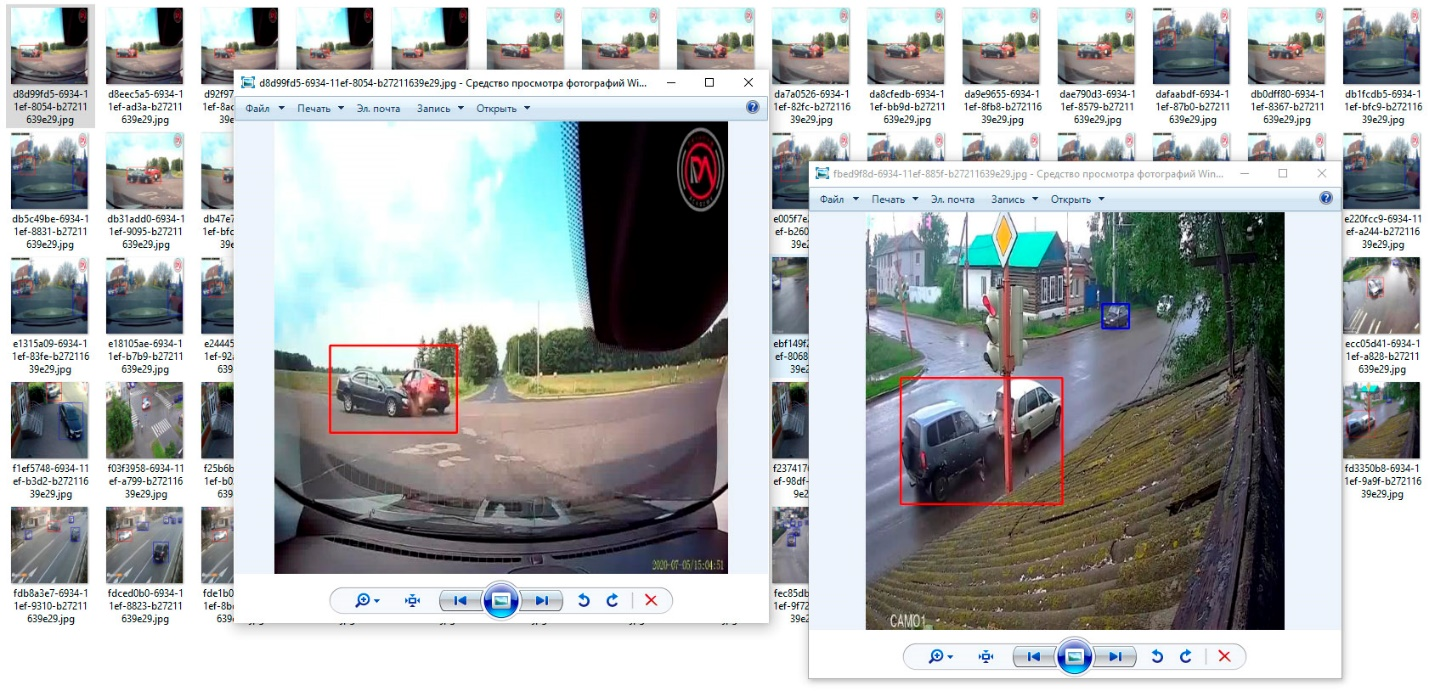 d8d99fd5-6934-1
1ef-8054-b27211
639e29.jpg
d8eec5a5-6934-1
1ef-ad3a-b27211
639e29.jpg
d8d99fd5-6934-11ef-8054-b27211639e29.jpg - Средство просмотра фотографий Wi...
Файл Печать Эл. почта Запись Открыть
2020-07-05/15:04:51
da7a0526-6934-1
1ef-82fc-b272116
39e29.jpg
da8cfedb-6934-1
1ef-bb9d-b27211
639e29.jpg
da9e9655-6934-1
1ef-8fb8-b272116
39e29.jpg
dae790d3-6934-1
1ef-8579-b27211
639e29.jpg
dafaabdf-6934-1
1ef-87b0-b27211
639e29.jpg
db0dff80-6934-1
1ef-8367-b27211
639e29.jpg
db1fcdb5-6934-1
1ef-bfc9-b27211
639e29.jpg
fbed9f8d-6934-11ef-885f-b27211639e29.jpg - Средство просмотра фотографий Win...
Файл Печать Эл. почта Запись Открыть
CAM01
db5c49be-6934-1
1ef-8831-b27211
639e29.jpg
db31add0-6934-1
1ef-9095-b27211
639e29.jpg
e220fcc9-6934-11
ef-a244-b272116
39e29.jpg
e1315a09-6934-1
1ef-83fe-b272116
39e29.jpg
e18105ae-6934-1
1ef-b7b9-b27211
639e29.jpg
ecc05d41-6934-1
1ef-a828-b27211
639e29.jpg
f1ef5748-6934-11
ef-b3d2-b272116
39e29.jpg
f03f3958-6934-11
ef-a799-b272116
39e29.jpg
fd3350b8-6934-1
1ef-9a9f-b27211
639e29.jpg
fdb8a3e7-6934-1
1ef-9310-b27211
639e29.jpg
fdced0b0-6934-1
1ef-8823-b27211
639e29.jpg